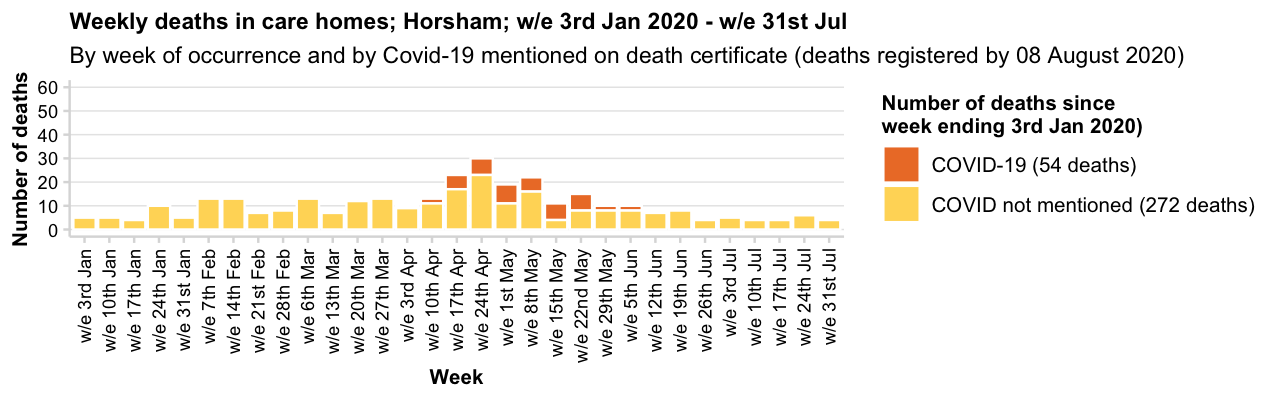 Weekly deaths in care homes; Horsham; w/e 3rd Jan 2020 - w/e 31st Jul
By week of occurrence and by Covid-19 mentioned on death certificate (deaths registered by 08 August 2020)
Number of deaths
60
50
40
30
20
10
0
w/e 3rd Jan
w/e 10th Jan
w/e 17th Jan
w/e 24th Jan
w/e 31st Jan
w/e 7th Feb
w/e 14th Feb
w/e 21st Feb
w/e 28th Feb
w/e 6th Mar
w/e 13th Mar
w/e 20th Mar
w/e 27th Mar
w/e 3rd Apr
w/e 10th Apr
w/e 17th Apr
w/e 24th Apr
w/e 1st May
w/e 8th May
w/e 15th May
w/e 22nd May
w/e 29th May
w/e 5th Jun
w/e 12th Jun
w/e 19th Jun
w/e 26th Jun
w/e 3rd Jul
w/e 10th Jul
w/e 17th Jul
w/e 24th Jul
w/e 31st Jul
Week
Number of deaths since
week ending 3rd Jan 2020)
COVID-19 (54 deaths)
COVID not mentioned (272 deaths)